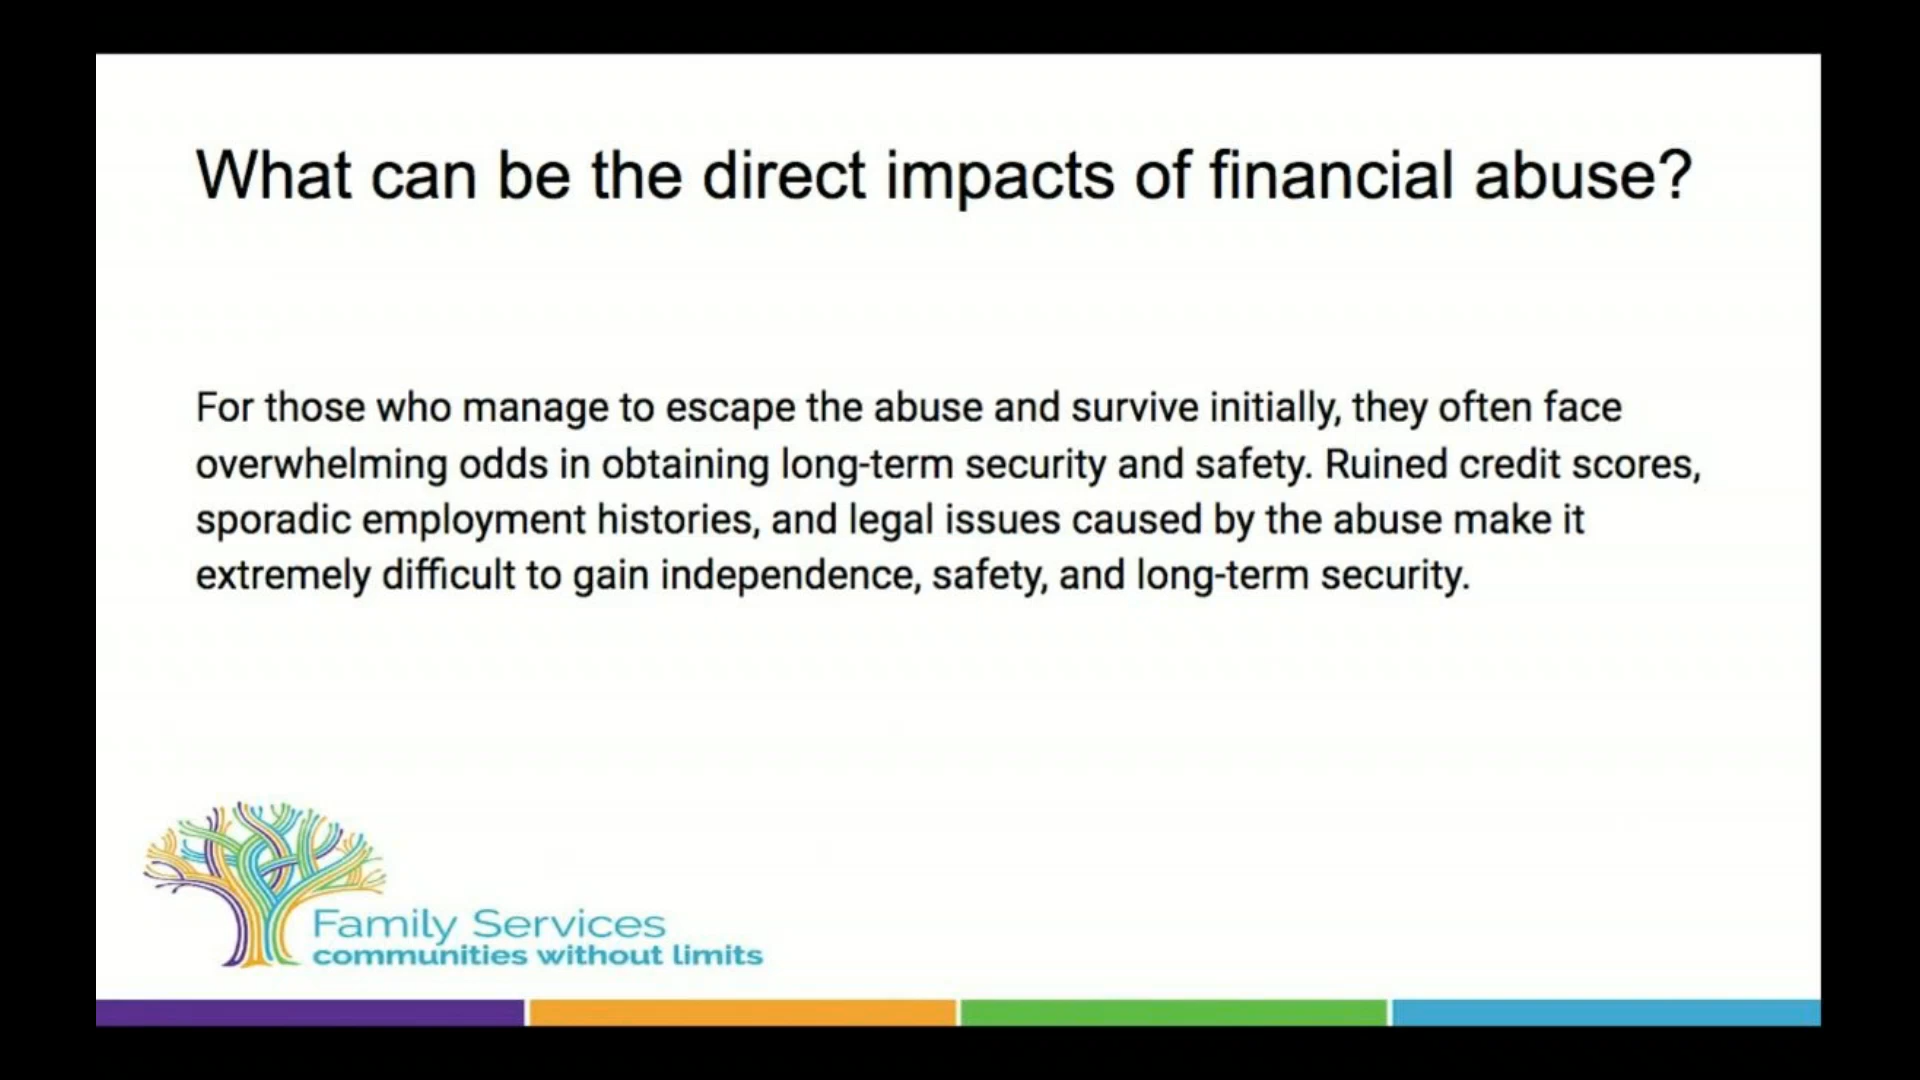 What can be the direct impacts of financial abuse?
For those who manage to escape the abuse and survive initially, they often face
overwhelming odds in obtaining long-term security and safety. Ruined credit scores,
sporadic employment histories, and legal issues caused by the abuse make it
extremely difficult to gain independence, safety, and long-term security.
Family Services
communities without limits